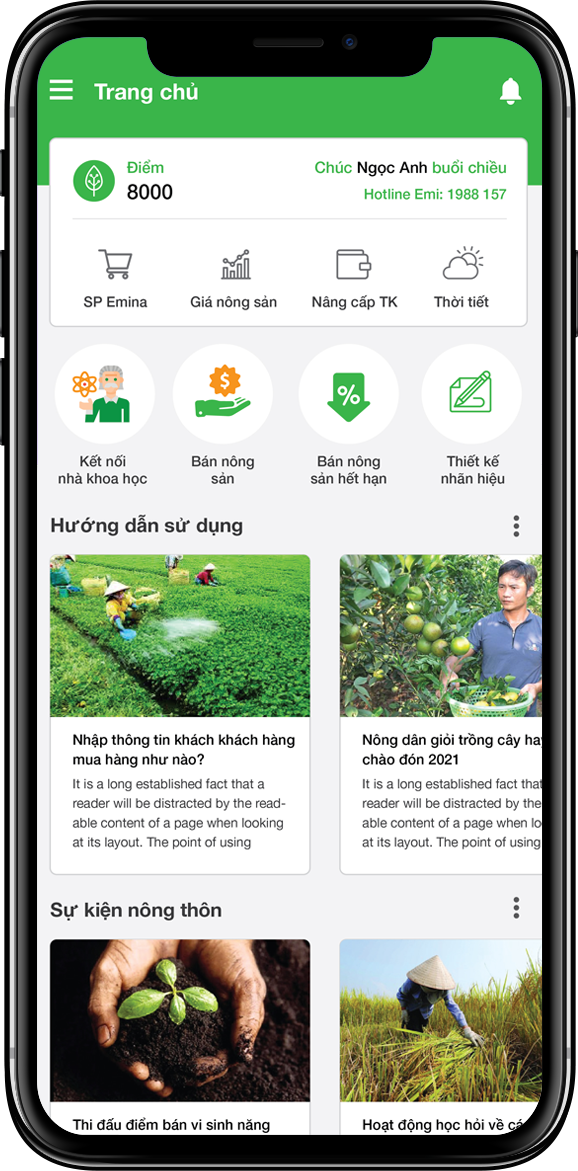 Trang chủ
Điểm
8000
Chúc Ngọc Anh buổi chiều
Hotline Emi: 1988 157
SP Emina
Giá nông sản
Nâng cấp TK
Thời tiết
Kết nối
nhà khoa học
Bán nông
sản
Bán nông
sản hết hạn
Thiết kế
nhãn hiệu
Hướng dẫn sử dụng
Nhập thông tin khách khách hàng
mua hàng như nào?
It is a long established fact that a
reader will be distracted by the read-
able content of a page when looking
at its layout. The point of using
Nông dân giỏi trồng cây hay
chào đón 2021
It is a long established fact that
reader will be distracted by the
able content of a page when lo
at its layout. The point of using
Sự kiện nông thôn
Thi đấu điểm bán vi sinh năng
Hoạt động học hỏi về cá